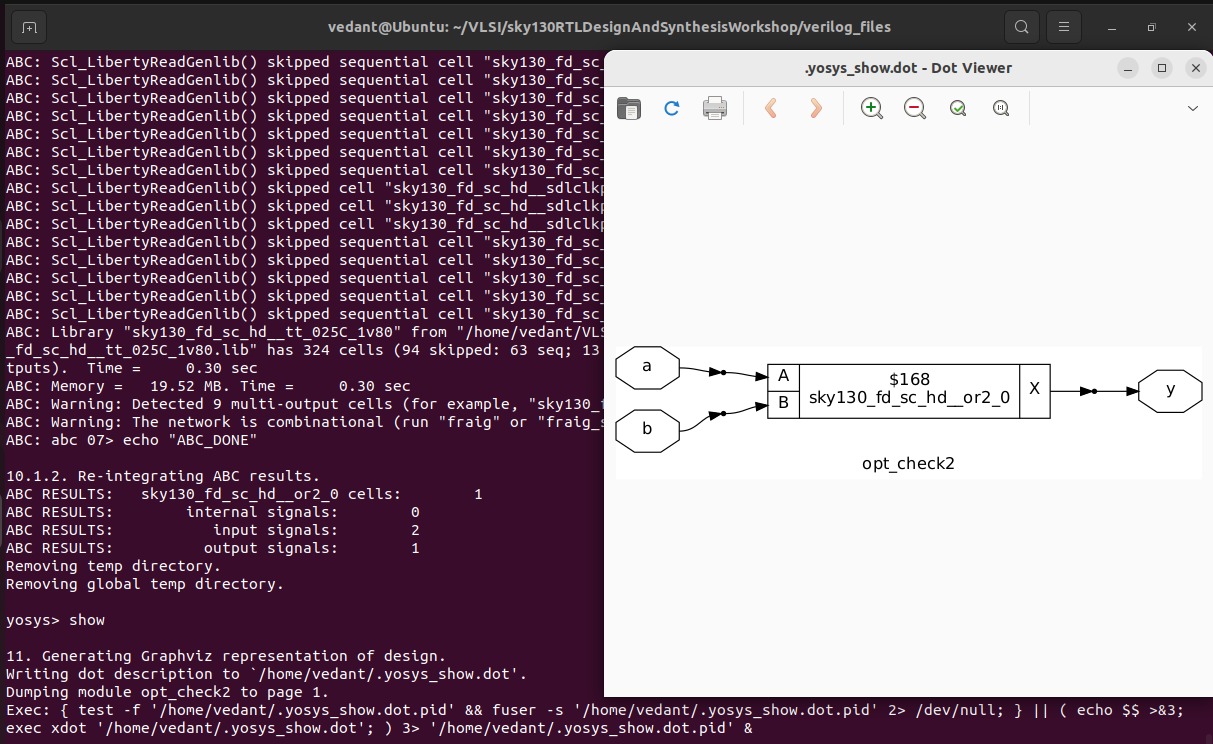 vedant@Ubuntu: ~/VLSI/sky130RTLDesignAndSynthesisWorkshop/verilog_files
ABC: Scl_LibertyReadGenlib() skipped sequential cell "sky130_fd_sc_
ABC: Scl_LibertyReadGenlib() skipped sequential cell "sky130_fd_sc_
ABC: Scl_LibertyReadGenlib() skipped sequential cell "sky130_fd_sc_
ABC: Scl_LibertyReadGenlib() skipped sequential cell "sky130_fd_sc_
ABC: Scl_LibertyReadGenlib() skipped sequential cell "sky130_fd_sc_
ABC: Scl_LibertyReadGenlib() skipped sequential cell "sky130_fd_sc_
ABC: Scl_LibertyReadGenlib() skipped sequential cell "sky130_fd_sc_
ABC: Scl_LibertyReadGenlib() skipped cell "sky130_fd_sc_hd__sdlclkp
ABC: Scl_LibertyReadGenlib() skipped cell "sky130_fd_sc_hd__sdlclkp
ABC: Scl_LibertyReadGenlib() skipped cell "sky130_fd_sc_hd__sdlclkp
ABC: Scl_LibertyReadGenlib() skipped sequential cell "sky130_fd_sc_
ABC: Scl_LibertyReadGenlib() skipped sequential cell "sky130_fd_sc_
ABC: Scl_LibertyReadGenlib() skipped sequential cell "sky130_fd_sc_
ABC: Scl_LibertyReadGenlib() skipped sequential cell "sky130_fd_sc_
ABC: Scl_LibertyReadGenlib() skipped sequential cell "sky130_fd_sc_
ABC: Library "sky130_fd_sc_hd__tt_025C_1v80" from "/home/vedant/VLS
_fd_sc_hd__tt_025C_1v80.lib" has 324 cells (94 skipped: 63 seq; 13
tputs).  Time =     0.30 sec
ABC: Memory =   19.52 MB. Time =     0.30 sec
ABC: Warning: Detected 9 multi-output cells (for example, "sky130_f
ABC: Warning: The network is combinational (run "fraig" or "fraig_s
ABC: abc 07> echo "ABC_DONE"
10.1.2. Re-integrating ABC results.
ABC RESULTS:   sky130_fd_sc_hd__or2_0 cells:        1
ABC RESULTS:        internal signals:        0
ABC RESULTS:           input signals:        2
ABC RESULTS:          output signals:        1
Removing temp directory.
Removing global temp directory.
yosys> show
11. Generating Graphviz representation of design.
Writing dot description to `/home/vedant/.yosys_show.dot'.
Dumping module opt_check2 to page 1.
Exec: { test -f '/home/vedant/.yosys_show.dot.pid' && fuser -s '/home/vedant/.yosys_show.dot.pid' 2> /dev/null; } || ( echo $$ >&3;
exec xdot '/home/vedant/.yosys_show.dot'; ) 3> '/home/vedant/.yosys_show.dot.pid' &
.yosys_show.dot - Dot Viewer
a
b
A
B
$168
sky130_fd_sc_hd__or2_0
X
y
opt_check2